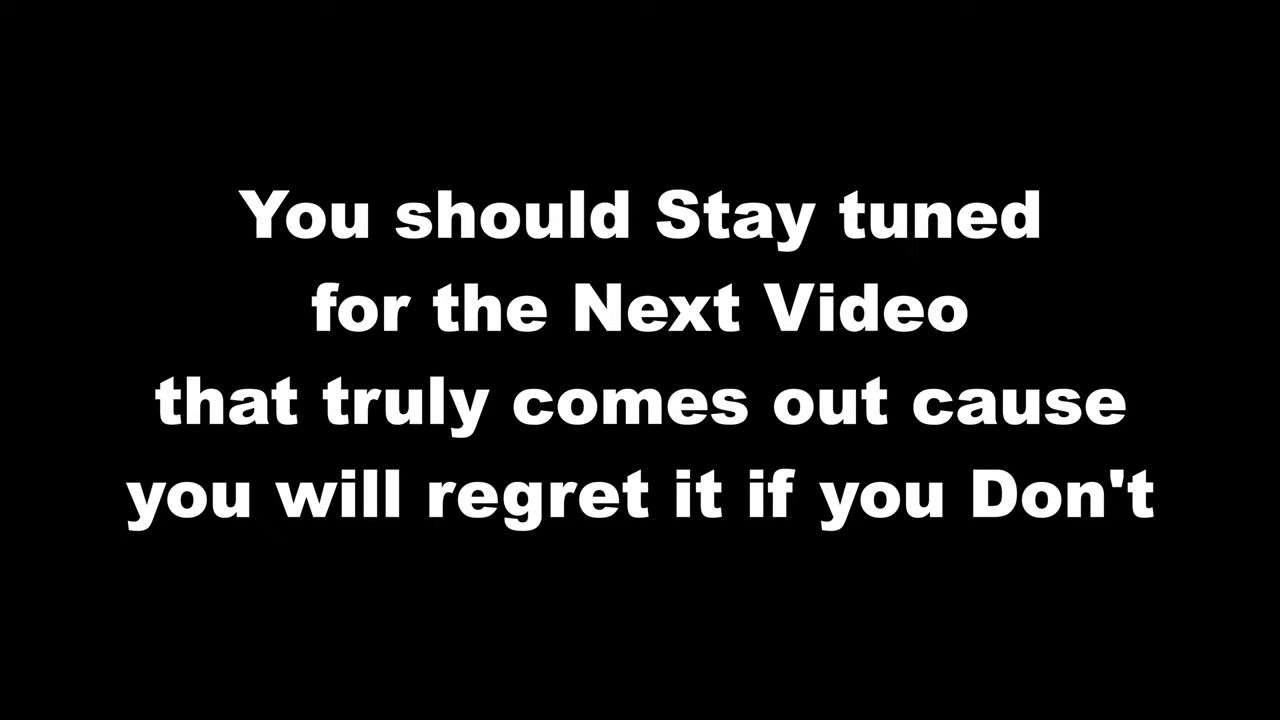 You should Stay tuned
for the Next Video
that truly comes out cause
you will regret it if you Don't